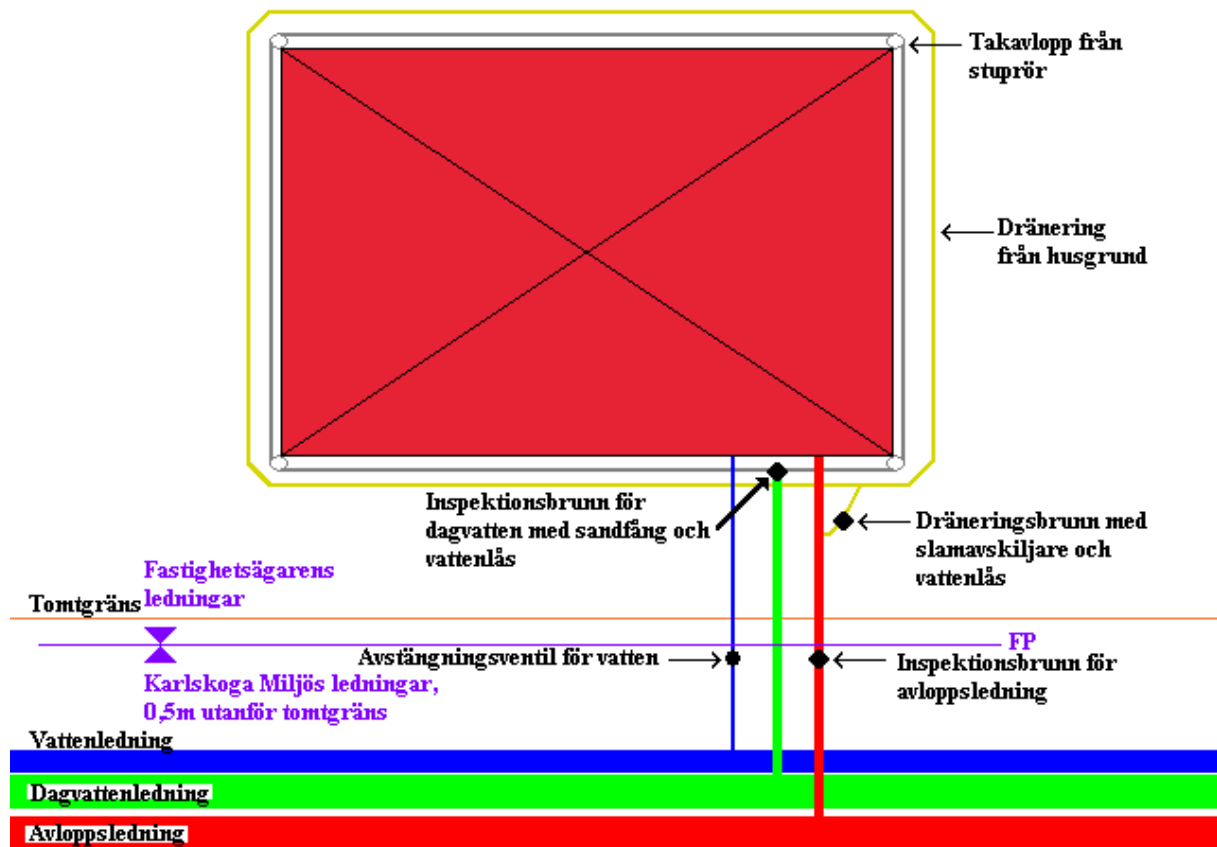 Takavlopp från
stuprör
Dränering
från husgrund
Inspektionsbrunn för
dagvatten med sandfång och
vattenlås
Dräneringsbrunn med
slamavskiljare och
vattenlås
Fastighetsägarens
ledningar
Tomtgräns
FP
Avstängningsventil för vatten
Inspektionsbrunn för
avloppsledning
Karlskoga Miljös ledningar,
0,5m utanför tomtgräns
Vattenledning
Dagvattenledning
Avloppsledning